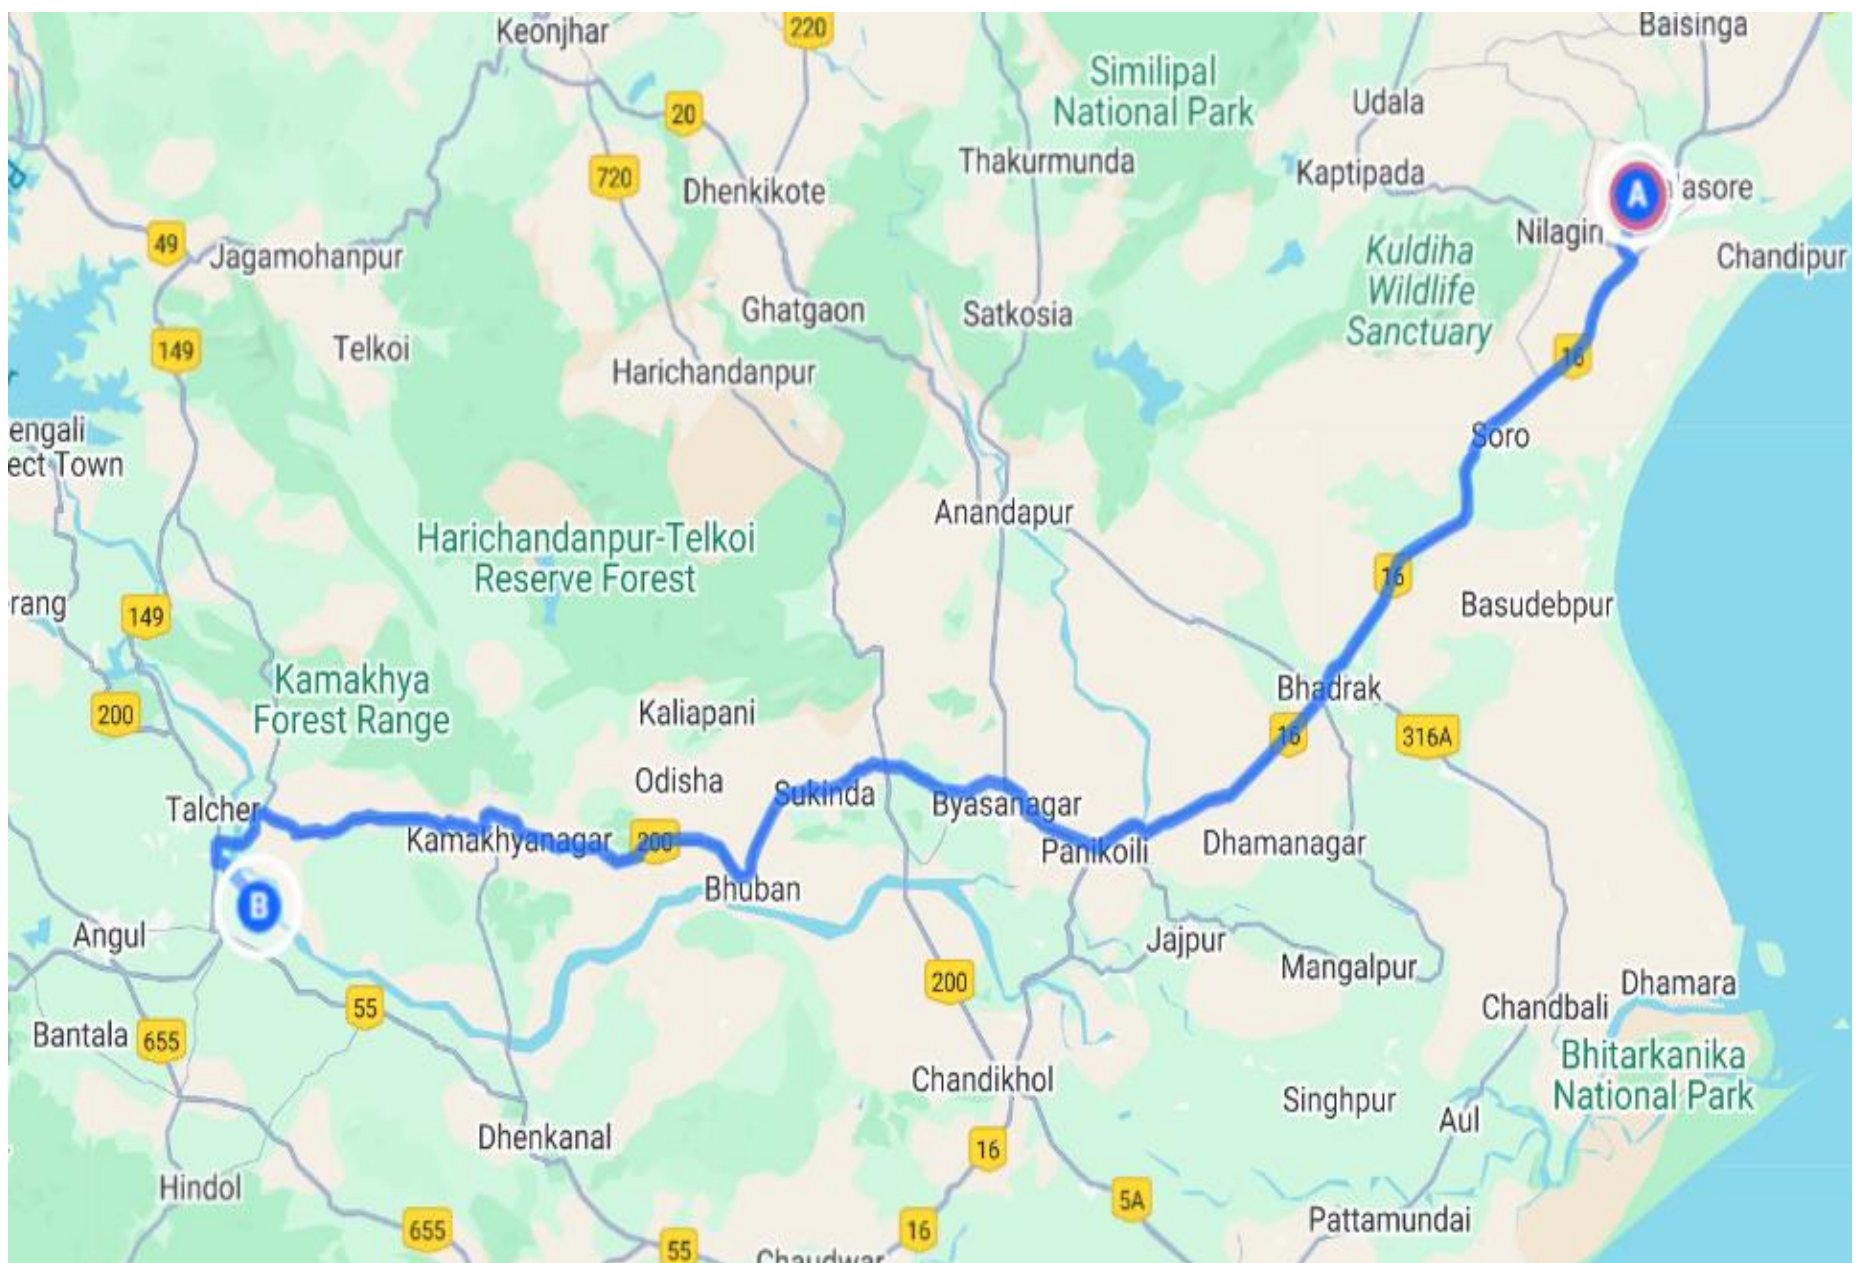 Keonjhar
220
Baisinga
Similipal
National Park
Udala
20
Thakurmunda
Kaptipada
720
Dhenkikote
A
asore
Nilagiri
49
Jagamohanpur
Kuldiha
Wildlife
Sanctuary
Chandipur
Ghatgaon
Satkosia
149
Telkoi
16
Harichandanpur
engali
ect Town
Soro
Anandapur
Harichandanpur-Telkoi
Reserve Forest
16
rang
149
Basudebpur
Kamakhya
Forest Range
Bhadrak
200
Kaliapani
16
316A
Odisha
Sukinda
Talcher
Byasanagar
Kamakhyanagar
200
Panikoili
Dhamanagar
Bhuban
B
Angul
Jajpur
Mangalpur
200
Dhamara
55
Chandbali
Bantala
655
Bhitarkanika
National Park
Chandikhol
Singhpur
Aul
Dhenkanal
16
Hindol
5A
Pattamundai
655
16
55
Chaudwar